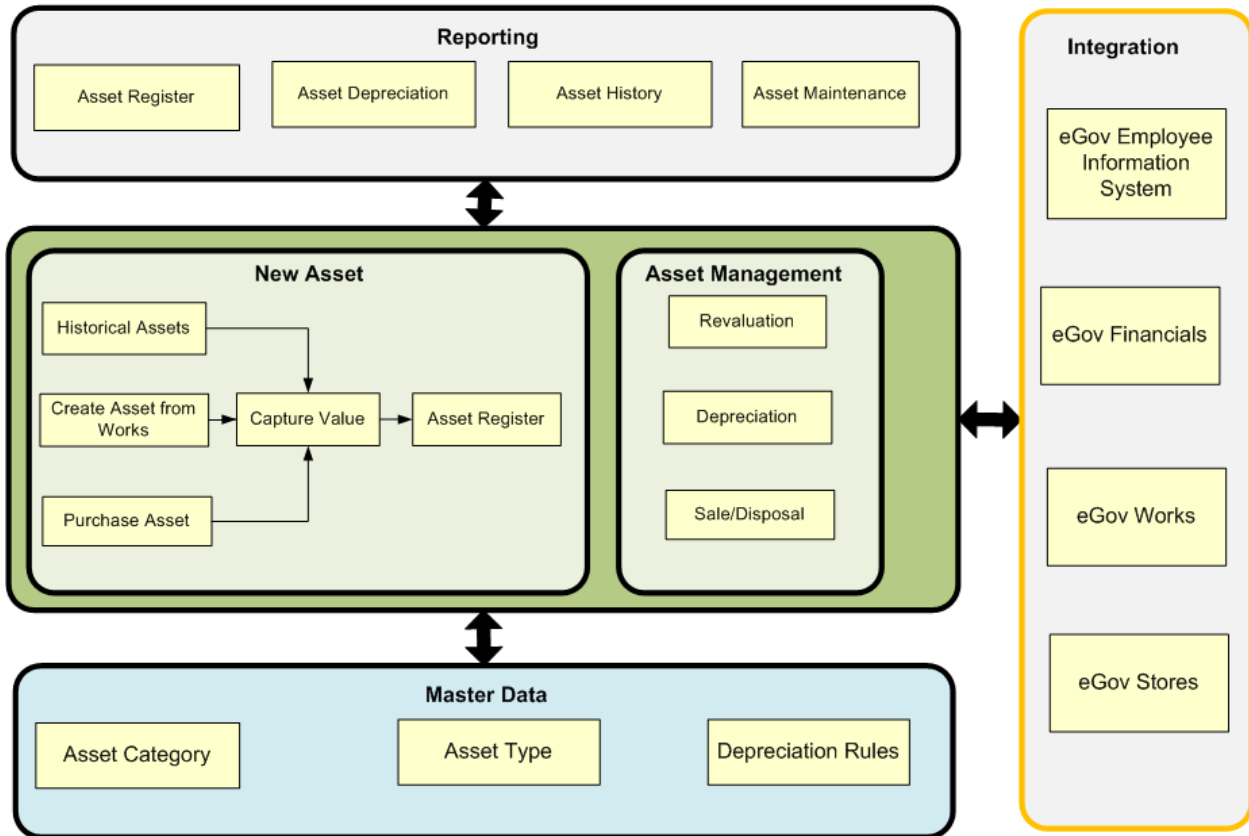 Reporting
Asset Register
Asset Depreciation
Asset History
Asset Maintenance
New Asset
Historical Assets
Create Asset from
Works
Capture Value
Asset Register
Purchase Asset
Asset Management
Revaluation
Depreciation
Sale/Disposal
Master Data
Asset Category
Asset Type
Depreciation Rules
Integration
eGov Employee
Information
System
eGov Financials
eGov Works
eGov Stores